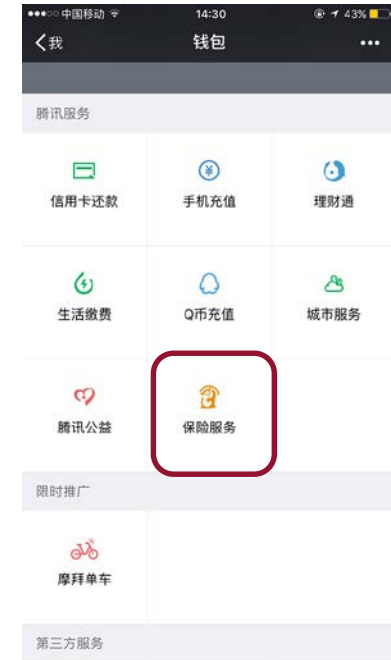 中国移动 14:30 43%
我 钱包
腾讯服务
信用卡还款 手机充值 理财通
生活缴费 Q币充值 城市服务
腾讯公益 保险服务
限时推广
摩拜单车
第三方服务